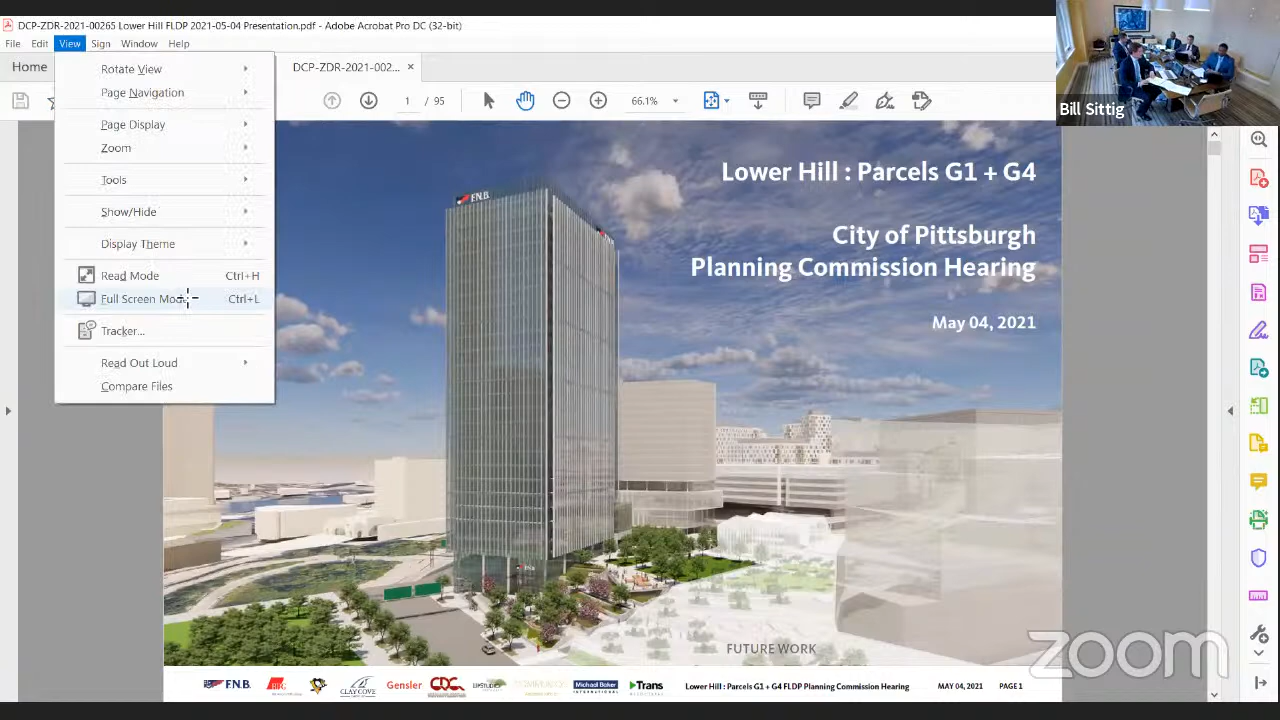 DCP-ZDR-2021-00265 Lower Hill FLDP 2021-05-04 Presentation.pdf - Adobe Acrobat Pro DC (32-bit)
File Edit View Sign Window Help
Home
DCP-ZDR-2021-002...
1 / 95
66.1%
Rotate View
Page Navigation
Page Display
Zoom
Tools
Show/Hide
Display Theme
Read Mode Ctrl+H
Full Screen Mode Ctrl+L
Tracker...
Read Out Loud
Compare Files
Bill Sittig
F.N.B.
Lower Hill : Parcels G1 + G4
City of Pittsburgh
Planning Commission Hearing
May 04, 2021
FUTURE WORK
zoom
F.N.B.
CLAY COVE
Gensler
CDC
Michael Baker
INTERNATIONAL
Trans
Lower Hill : Parcels G1 + G4 FLDP Planning Commission Hearing
MAY 04, 2021
PAGE 1